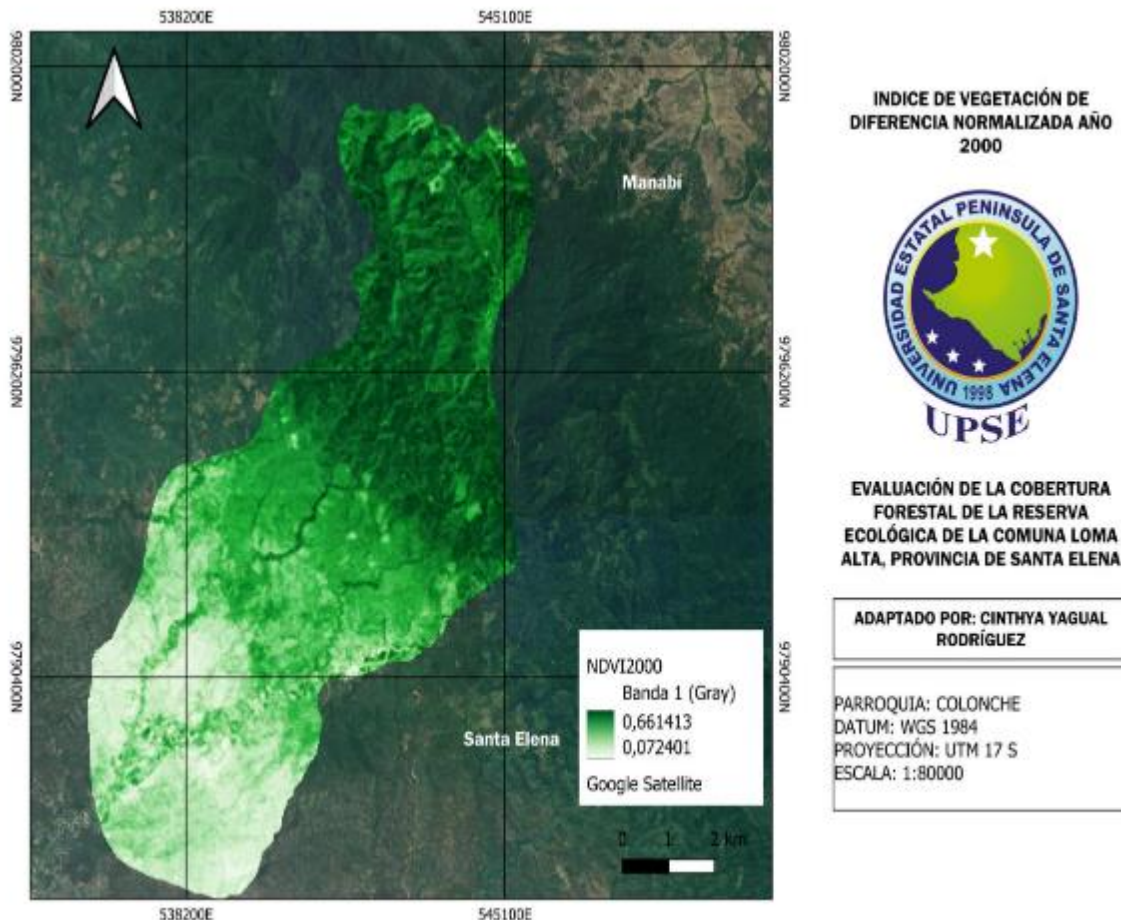 538200E
545100E
9802000N
9802000N
Manabí
9796200N
9796200N
9790400N
9790400N
Santa Elena
NDVI2000
Banda 1 (Gray)
0,661413
0,072401
Google Satellite
0 1 2 km
538200E
545100E
INDICE DE VEGETACIÓN DE
DIFERENCIA NORMALIZADA AÑO
2000
UNIVERSIDAD ESTATAL PENINSULA DE SANTA ELENA
1998
UPSE
EVALUACIÓN DE LA COBERTURA
FORESTAL DE LA RESERVA
ECOLÓGICA DE LA COMUNA LOMA
ALTA, PROVINCIA DE SANTA ELENA
ADAPTADO POR: CINTHYA YAGUAL
RODRÍGUEZ
PARROQUIA: COLONCHE
DATUM: WGS 1984
PROYECCIÓN: UTM 17 S
ESCALA: 1:80000